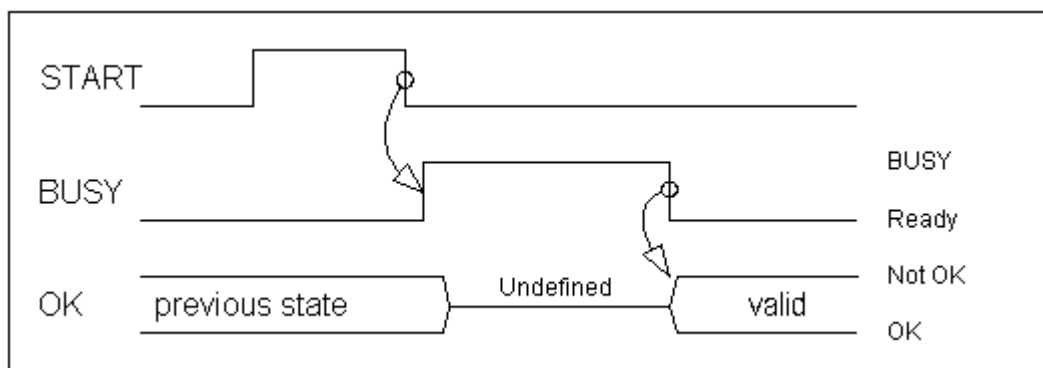 START
BUSY
BUSY
Ready
Undefined
Not OK
OK
previous state
valid
OK